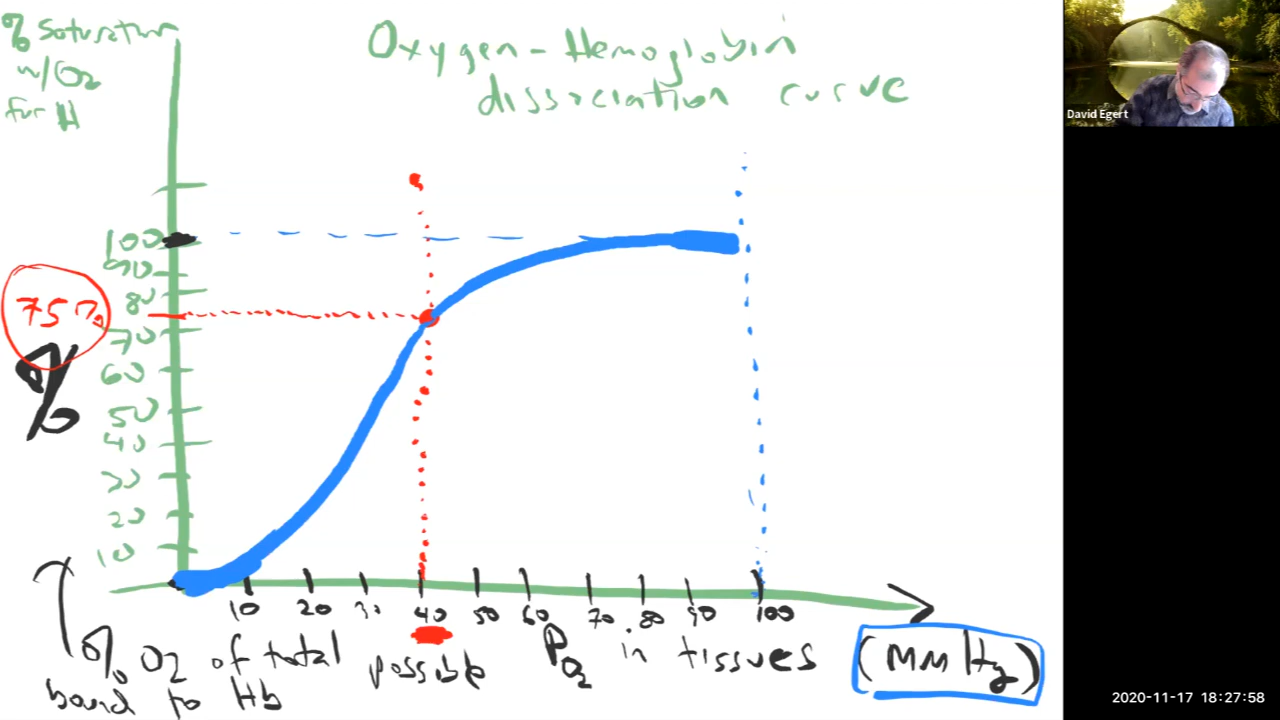 % Saturation
w/O2
for H
Oxygen-Hemoglobin
dissociation curve
David Egert
100
90
80
75%
70
60
%
50
40
30
20
10
10 20 30 40 50 60 70 80 90 100
% O2 of total possible
bound to Hb
PO2 in tissues (mm Hg)
2020-11-17 18:27:58